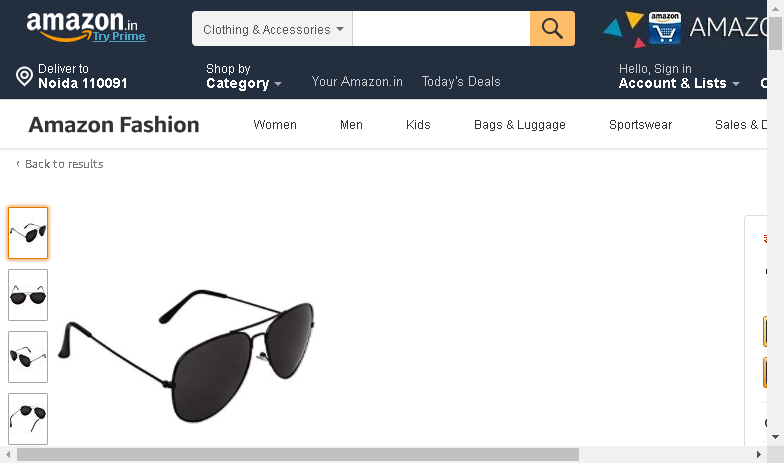 amazon.in
Try Prime
Clothing & Accessories
amazon
AMAZO
Deliver to
Noida 110091
Shop by
Category
Your Amazon.in
Today's Deals
Hello, Sign in
Account & Lists
Amazon Fashion
Women
Men
Kids
Bags & Luggage
Sportswear
Sales & D
‹ Back to results